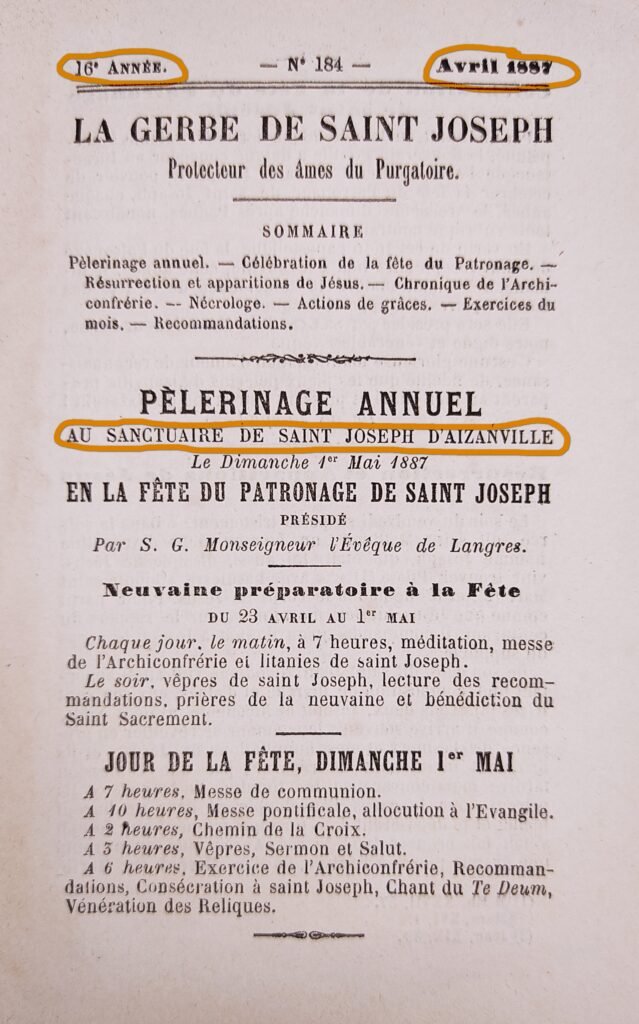 16e ANNÉE. — No 184 — Avril 1887
LA GERBE DE SAINT JOSEPH
Protecteur des âmes du Purgatoire.
SOMMAIRE
Pèlerinage annuel. — Célébration de la fête du Patronage. —
Résurrection et apparitions de Jésus. — Chronique de l'Archi-
confrérie. — Nécrologe. — Actions de grâces. — Exercices du
mois. — Recommandations.
PÈLERINAGE ANNUEL
AU SANCTUAIRE DE SAINT JOSEPH D'AIZANVILLE
Le Dimanche 1er Mai 1887
EN LA FÊTE DU PATRONAGE DE SAINT JOSEPH
PRÉSIDÉ
Par S. G. Monseigneur l'Évêque de Langres.
Neuvaine préparatoire à la Fête
DU 23 AVRIL AU 1er MAI
Chaque jour, le matin, à 7 heures, méditation, messe
de l'Archiconfrérie et litanies de saint Joseph.
Le soir, vêpres de saint Joseph, lecture des recom-
mandations, prières de la neuvaine et bénédiction du
Saint Sacrement.
JOUR DE LA FÊTE, DIMANCHE 1er MAI
A 7 heures, Messe de communion.
A 10 heures, Messe pontificale, allocution à l'Evangile.
A 2 heures, Chemin de la Croix.
A 3 heures, Vêpres, Sermon et Salut.
A 6 heures, Exercice de l'Archiconfrérie, Recomman-
dations, Consécration à saint Joseph, Chant du Te Deum,
Vénération des Reliques.